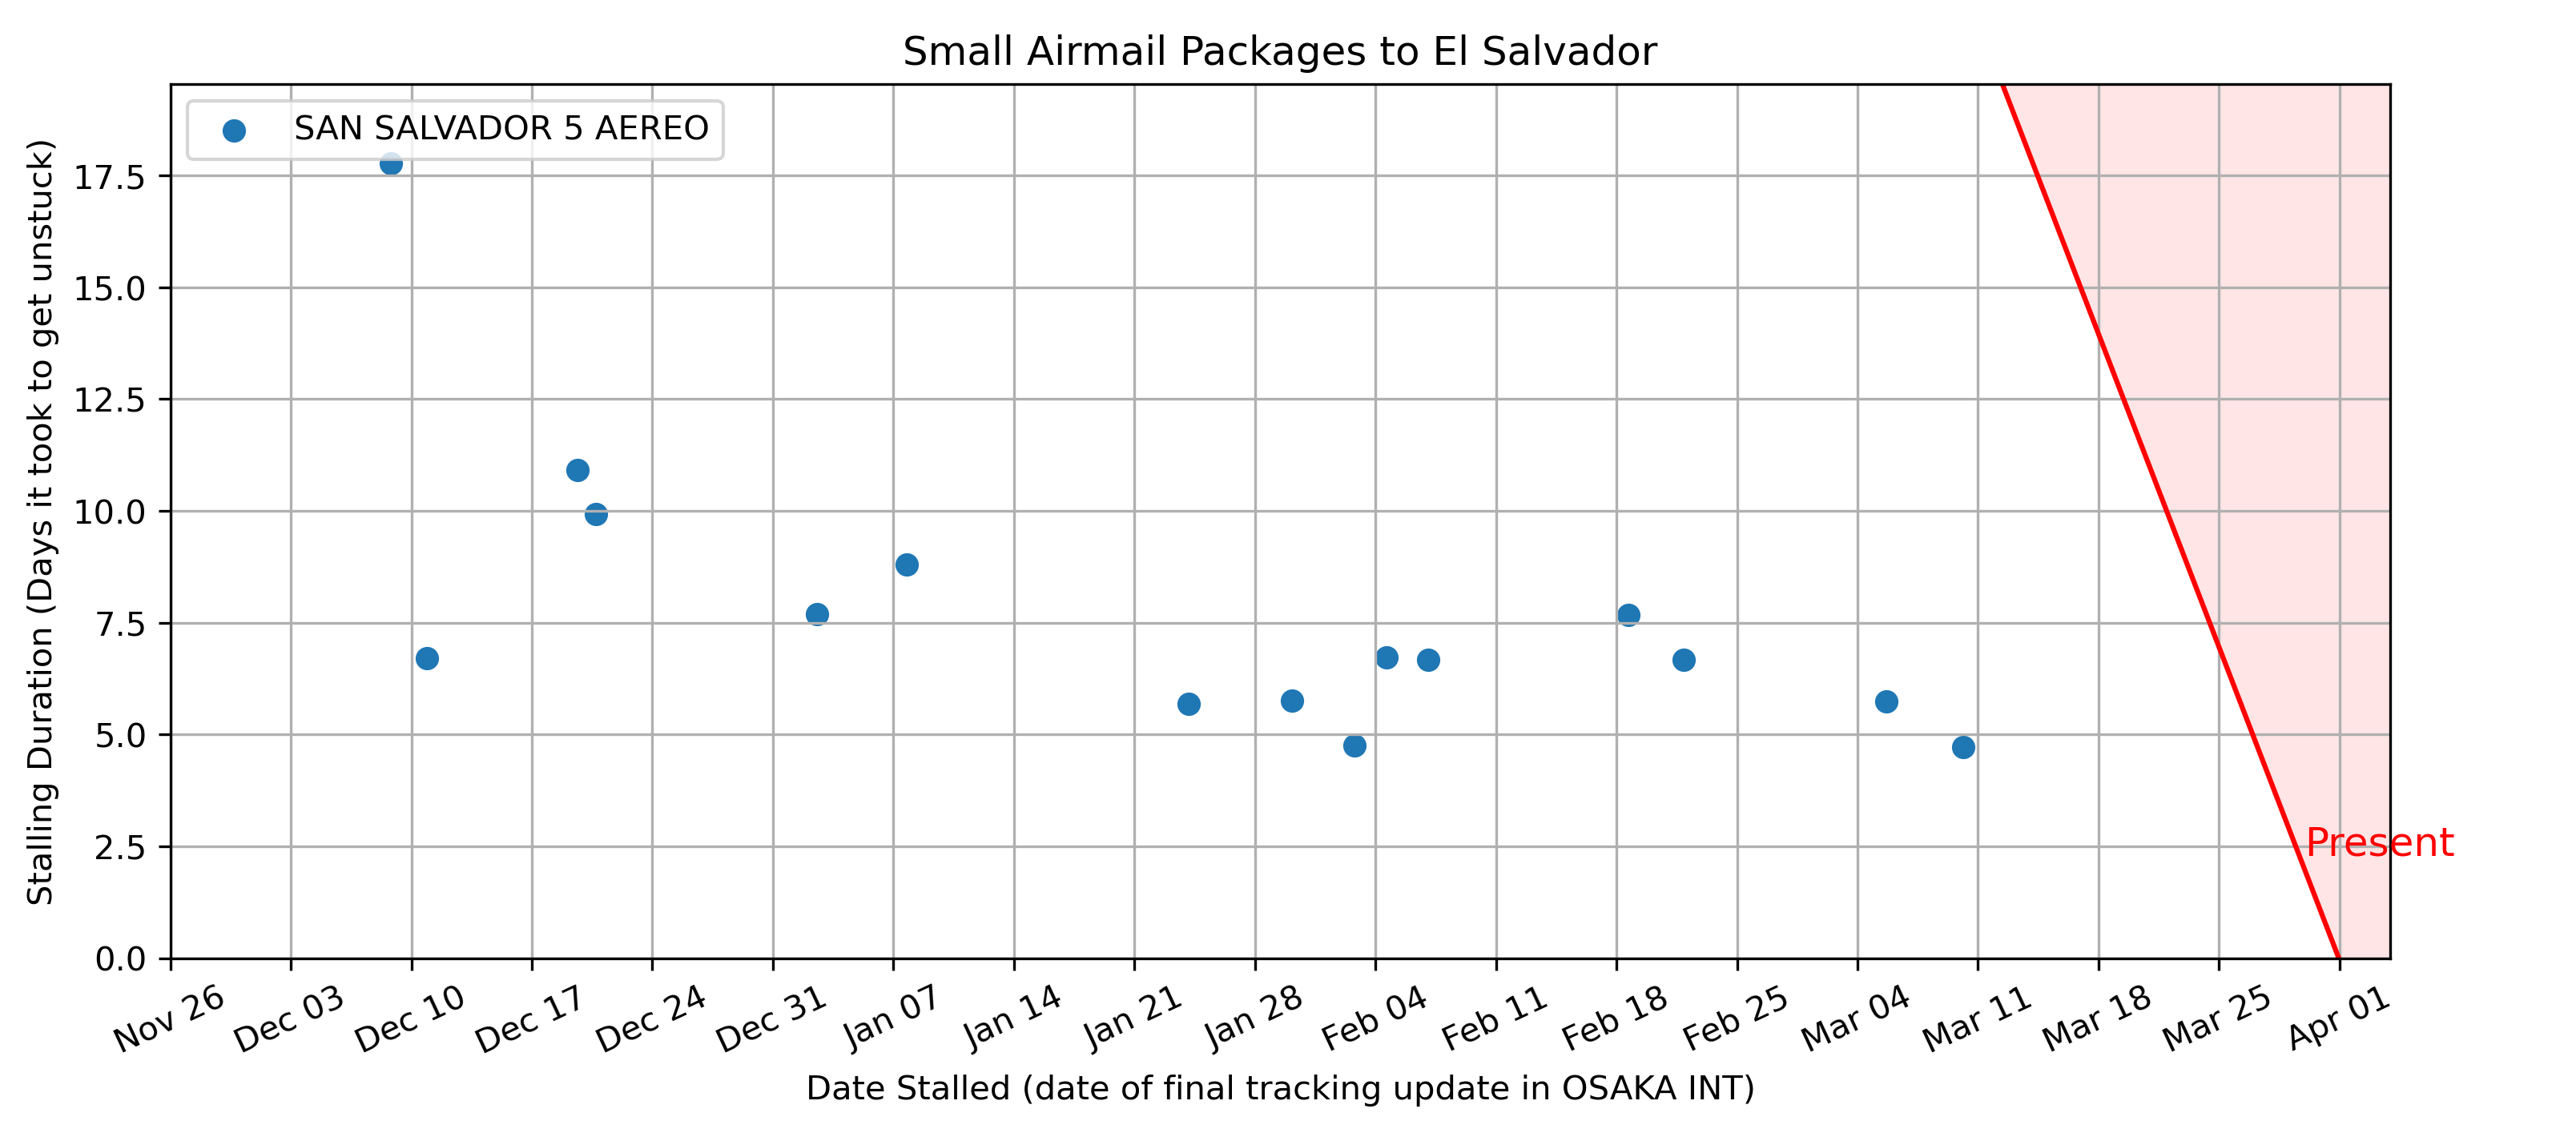 Small Airmail Packages to El Salvador
SAN SALVADOR 5 AEREO
Stalling Duration (Days it took to get unstuck)
17.5
15.0
12.5
10.0
7.5
5.0
2.5
0.0
Present
Nov 26
Dec 03
Dec 10
Dec 17
Dec 24
Dec 31
Jan 07
Jan 14
Jan 21
Jan 28
Feb 04
Feb 11
Feb 18
Feb 25
Mar 04
Mar 11
Mar 18
Mar 25
Apr 01
Date Stalled (date of final tracking update in OSAKA INT)